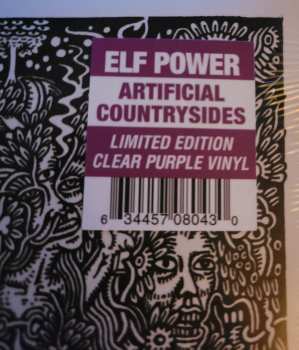 ELF POWER
ARTIFICIAL
COUNTRYSIDES
LIMITED EDITION
CLEAR PURPLE VINYL
6 34457 08043 0